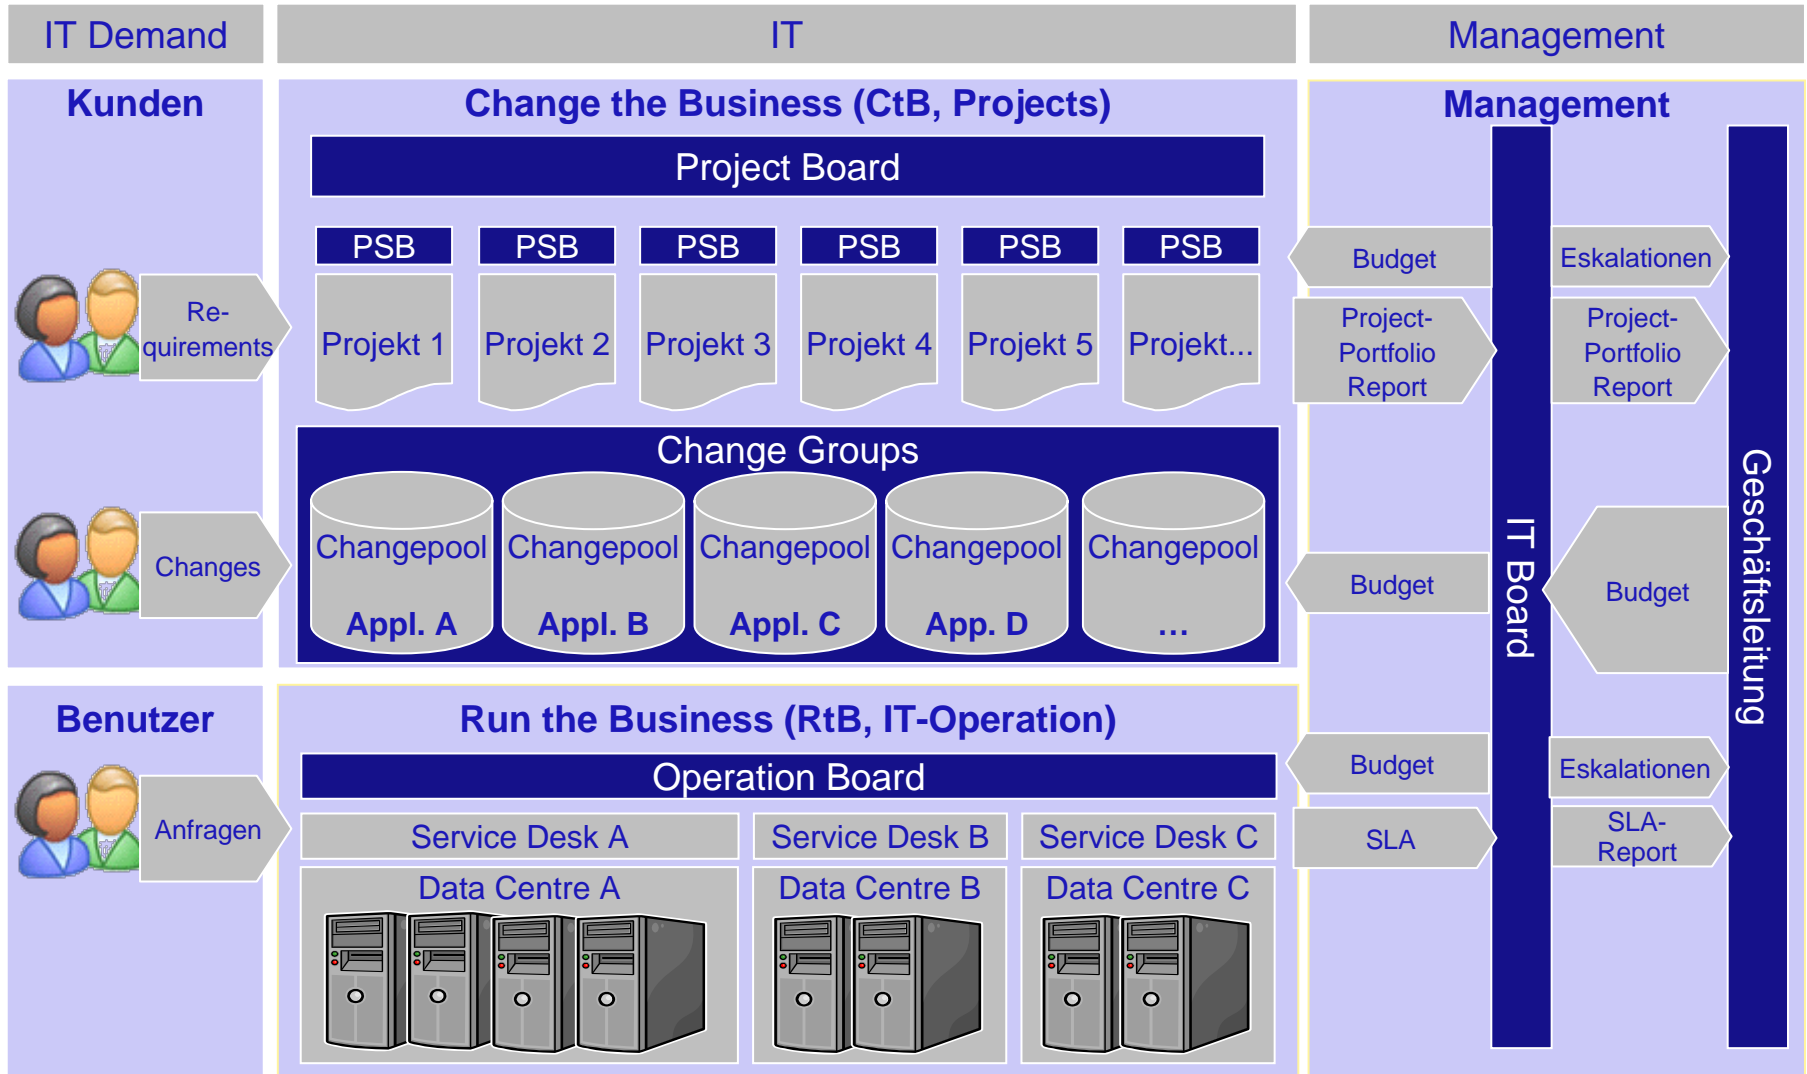 IT Demand
IT
Management
Kunden
Change the Business (CtB, Projects)
Management
Project Board
PSB
PSB
PSB
PSB
PSB
PSB
Re-
quirements
Projekt 1
Projekt 2
Projekt 3
Projekt 4
Projekt 5
Projekt...
Budget
Eskalationen
Project-
Portfolio
Report
Project-
Portfolio
Report
Change Groups
Changes
Changepool
Appl. A
Changepool
Appl. B
Changepool
Appl. C
Changepool
App. D
Changepool
...
Budget
IT Board
Budget
Geschäftsleitung
Benutzer
Run the Business (RtB, IT-Operation)
Operation Board
Anfragen
Service Desk A
Service Desk B
Service Desk C
Data Centre A
Data Centre B
Data Centre C
Budget
Eskalationen
SLA
SLA-
Report